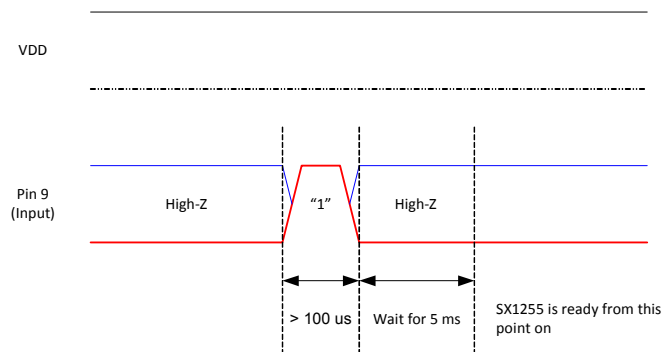 VDD
Pin 9
(Input)
High-Z
“1”
High-Z
> 100 us
Wait for 5 ms
SX1255 is ready from this
point on